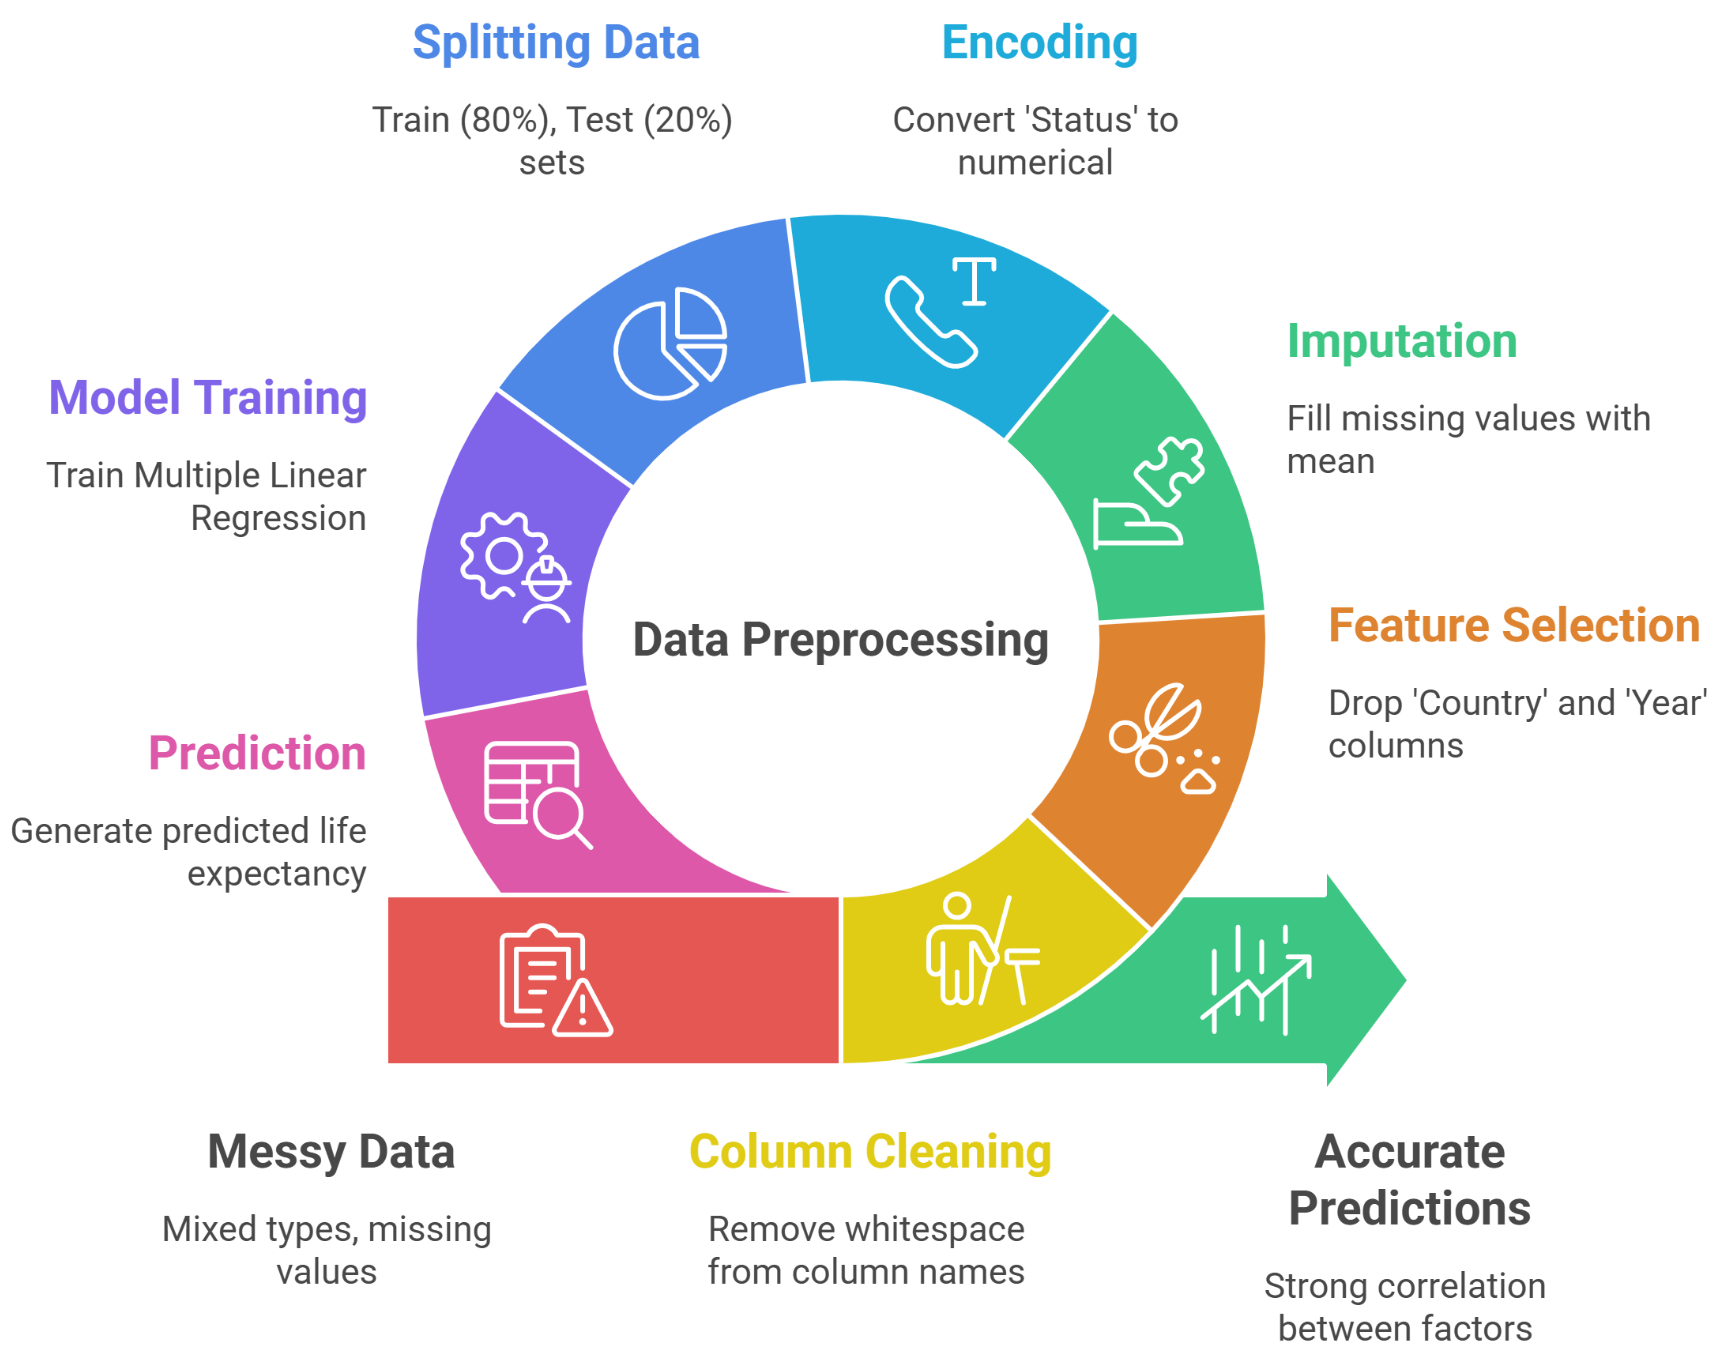 Splitting Data
Train (80%), Test (20%)
sets
Encoding
Convert 'Status' to
numerical
T
Imputation
Fill missing values with
mean
Model Training
Train Multiple Linear
Regression
Data Preprocessing
Feature Selection
Drop 'Country' and 'Year'
columns
Prediction
Generate predicted life
expectancy
Messy Data
Mixed types, missing
values
Column Cleaning
Remove whitespace
from column names
Accurate
Predictions
Strong correlation
between factors